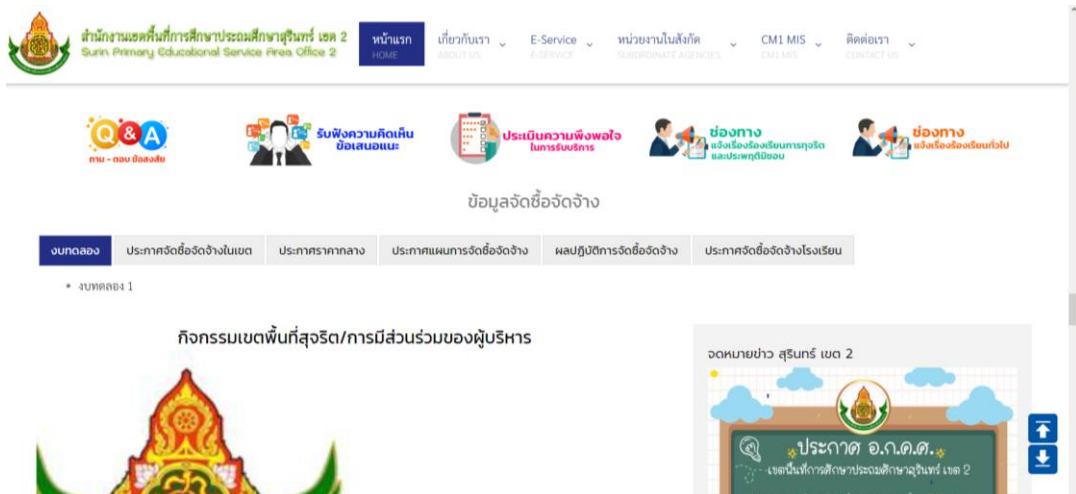 สำนักงานเขตพื้นที่การศึกษาประถมศึกษาสุรินทร์ เขต 2
Surin Primary Educational Service Area Office 2
หน้าแรก
HOME
เกี่ยวกับเรา
ABOUT US
E-Service
E-SERVICE
หน่วยงานในสังกัด
SUBORDINATE AGENCIES
CM1 MIS
CM1 MIS
ติดต่อเรา
CONTACT US
Q&A
ถาม - ตอบ ข้อสงสัย
รับฟังความคิดเห็น
ข้อเสนอแนะ
ประเมินความพึงพอใจ
ในการรับบริการ
ช่องทาง
แจ้งเรื่องร้องเรียนการทุจริต
และประพฤติมิชอบ
ช่องทาง
แจ้งเรื่องร้องเรียนทั่วไป
ข้อมูลจัดซื้อจัดจ้าง
งบทดลอง
ประกาศจัดซื้อจัดจ้างในเขต
ประกาศราคากลาง
ประกาศแผนการจัดซื้อจัดจ้าง
ผลปฏิบัติการจัดซื้อจัดจ้าง
ประกาศจัดซื้อจัดจ้างโรงเรียน
งบทดลอง 1
กิจกรรมเขตพื้นที่สุจริต/การมีส่วนร่วมของผู้บริหาร
จดหมายข่าว สุรินทร์ เขต 2
ประกาศ อ.ก.ค.ศ.
เขตพื้นที่การศึกษาประถมศึกษาสุรินทร์ เขต 2